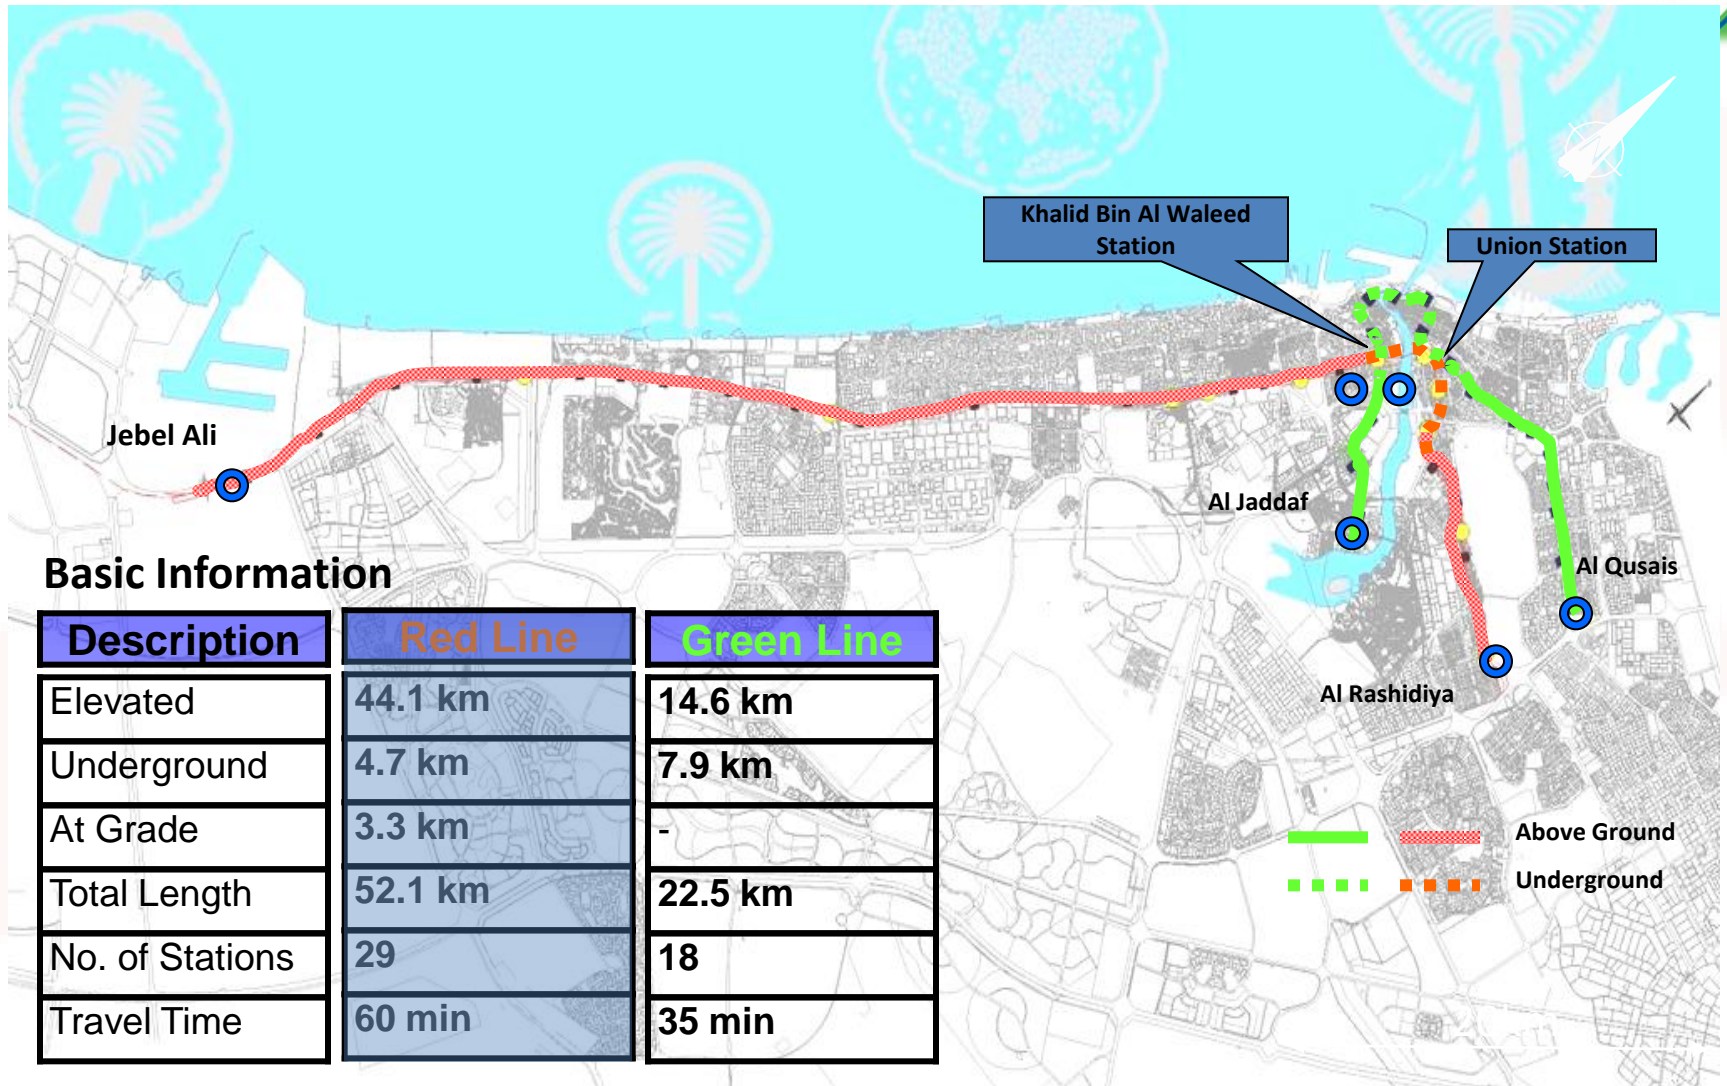 Khalid Bin Al Waleed
Station
Union Station
Jebel Ali
Al Jaddaf
Al Qusais
Al Rashidiya
Basic Information
Description Red Line Green Line
Elevated 44.1 km 14.6 km
Underground 4.7 km 7.9 km
At Grade 3.3 km -
Total Length 52.1 km 22.5 km
No. of Stations 29 18
Travel Time 60 min 35 min
Above Ground
Underground